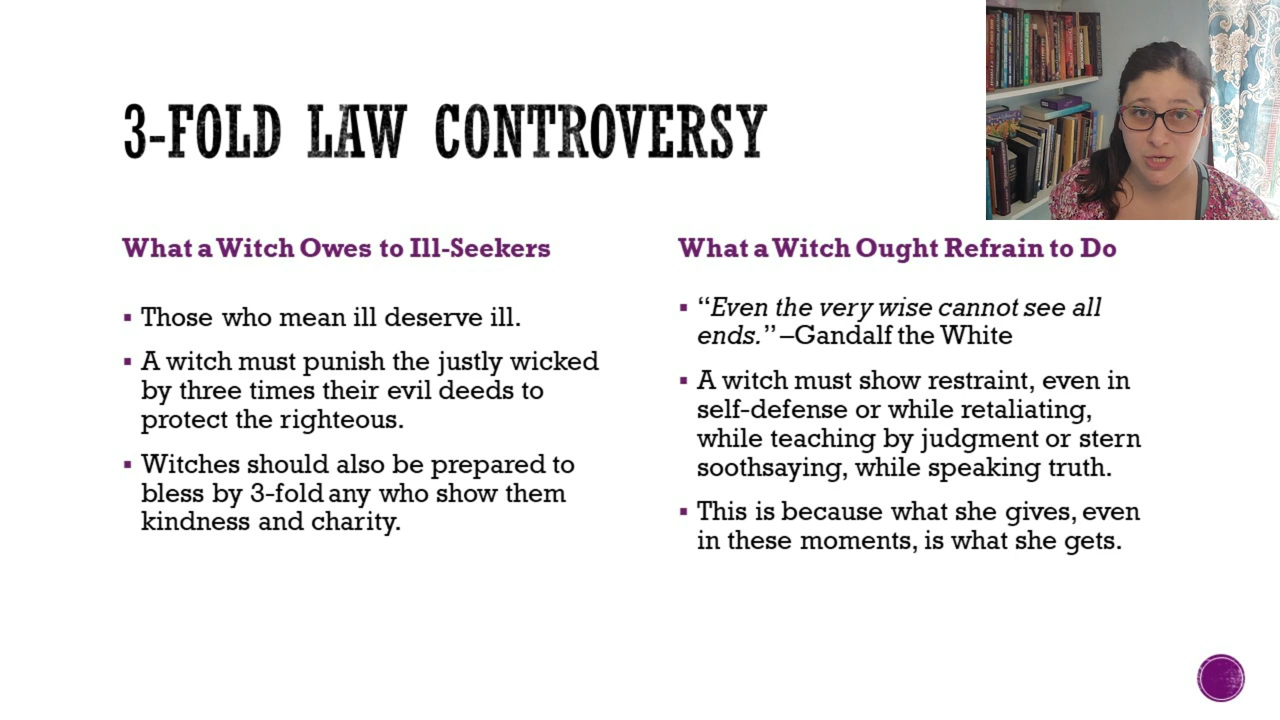 3-FOLD LAW CONTROVERSY
What a Witch Owes to Ill-Seekers
▪ Those who mean ill deserve ill.
▪ A witch must punish the justly wicked
by three times their evil deeds to
protect the righteous.
▪ Witches should also be prepared to
bless by 3-fold any who show them
kindness and charity.
What a Witch Ought Refrain to Do
▪ “Even the very wise cannot see all
ends.” –Gandalf the White
▪ A witch must show restraint, even in
self-defense or while retaliating,
while teaching by judgment or stern
soothsaying, while speaking truth.
▪ This is because what she gives, even
in these moments, is what she gets.